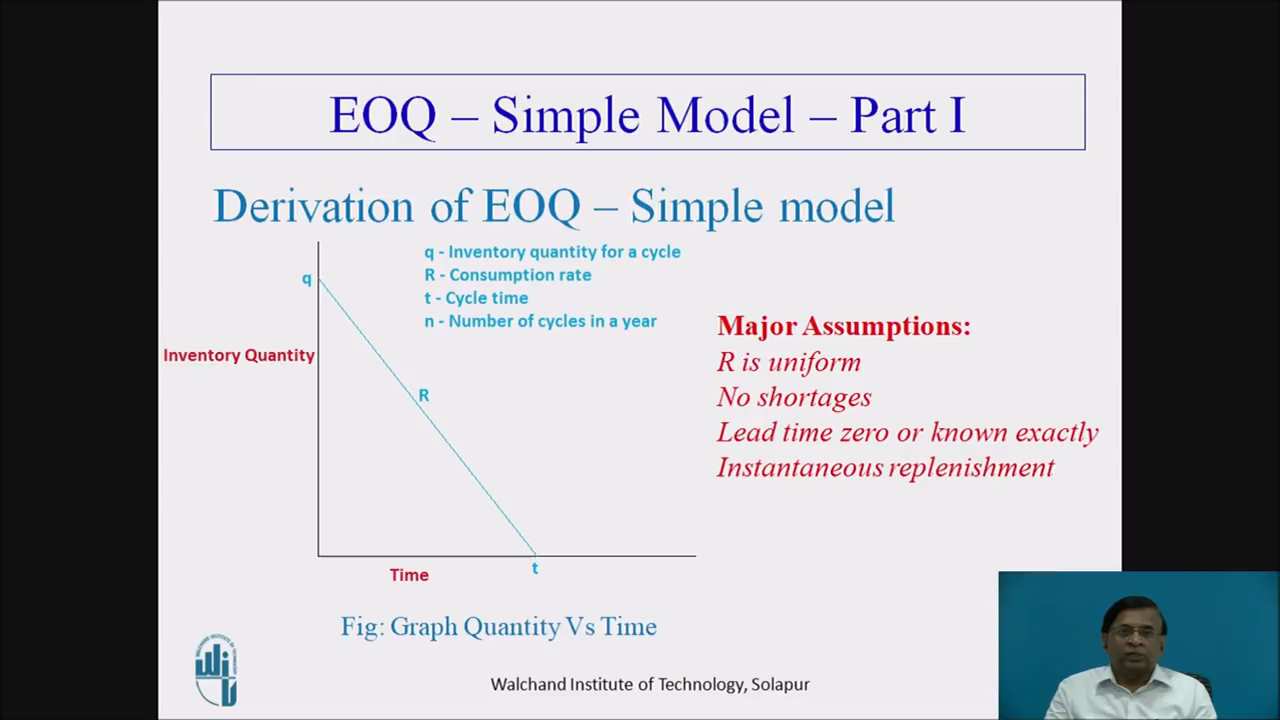 EOQ – Simple Model – Part I
Derivation of EOQ – Simple model
q - Inventory quantity for a cycle
R - Consumption rate
t - Cycle time
n - Number of cycles in a year
q
Inventory Quantity
R
Time
t
Major Assumptions:
R is uniform
No shortages
Lead time zero or known exactly
Instantaneous replenishment
Fig: Graph Quantity Vs Time
Walchand Institute of Technology, Solapur